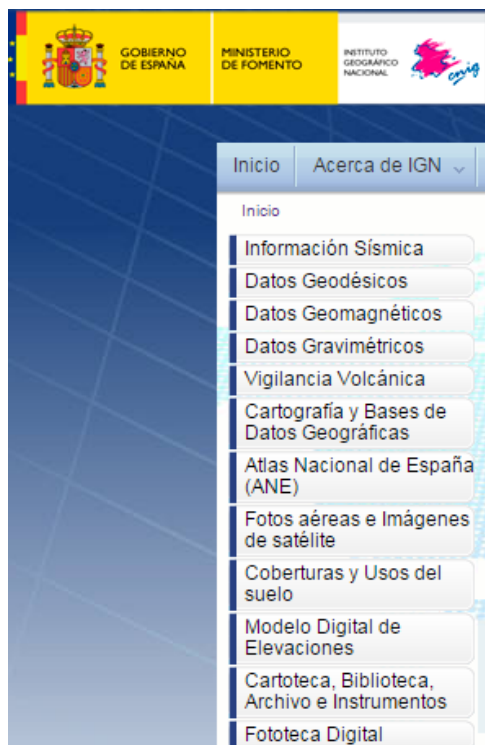 GOBIERNO
DE ESPAÑA
MINISTERIO
DE FOMENTO
INSTITUTO
GEOGRÁFICO
NACIONAL
cnig
Inicio
Acerca de IGN
Inicio
Información Sísmica
Datos Geodésicos
Datos Geomagnéticos
Datos Gravimétricos
Vigilancia Volcánica
Cartografía y Bases de
Datos Geográficas
Atlas Nacional de España
(ANE)
Fotos aéreas e Imágenes
de satélite
Coberturas y Usos del
suelo
Modelo Digital de
Elevaciones
Cartoteca, Biblioteca,
Archivo e Instrumentos
Fototeca Digital